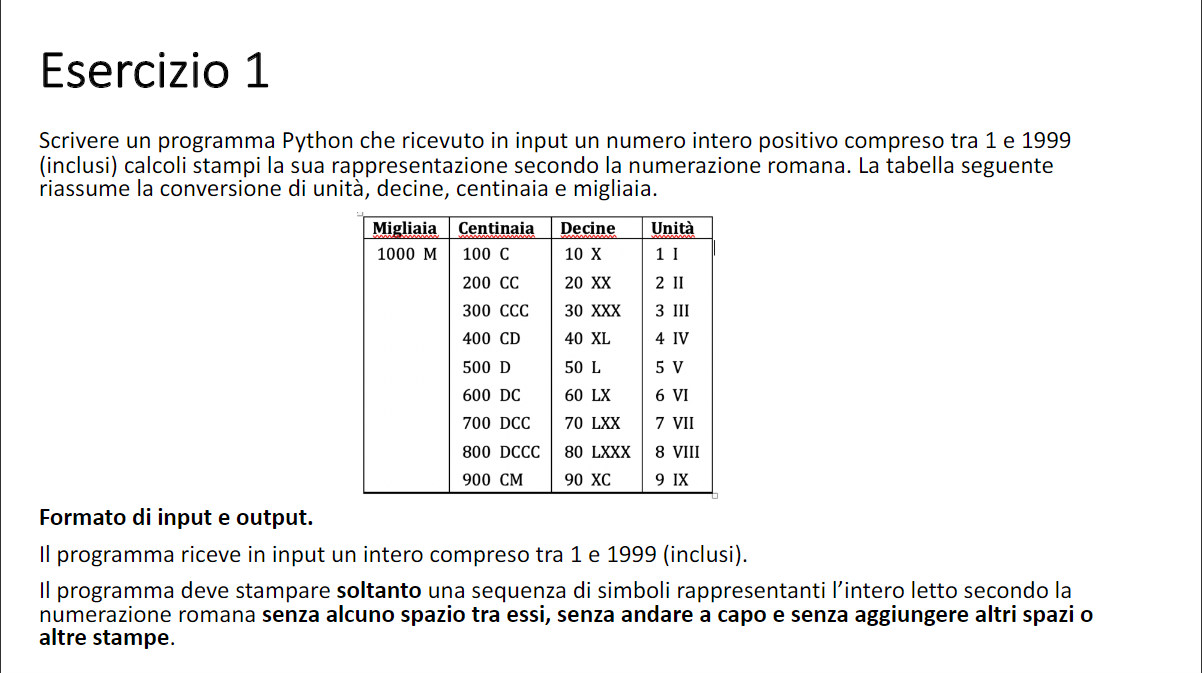 Esercizio 1
Scrivere un programma Python che ricevuto in input un numero intero positivo compreso tra 1 e 1999
(inclusi) calcoli stampi la sua rappresentazione secondo la numerazione romana. La tabella seguente
riassume la conversione di unità, decine, centinaia e migliaia.
Migliaia Centinaia Decine Unità
1000 M 100 C 10 X 1 I
200 CC 20 XX 2 II
300 CCC 30 XXX 3 III
400 CD 40 XL 4 IV
500 D 50 L 5 V
600 DC 60 LX 6 VI
700 DCC 70 LXX 7 VII
800 DCCC 80 LXXX 8 VIII
900 CM 90 XC 9 IX
Formato di input e output.
Il programma riceve in input un intero compreso tra 1 e 1999 (inclusi).
Il programma deve stampare soltanto una sequenza di simboli rappresentanti l’intero letto secondo la
numerazione romana senza alcuno spazio tra essi, senza andare a capo e senza aggiungere altri spazi o
altre stampe.